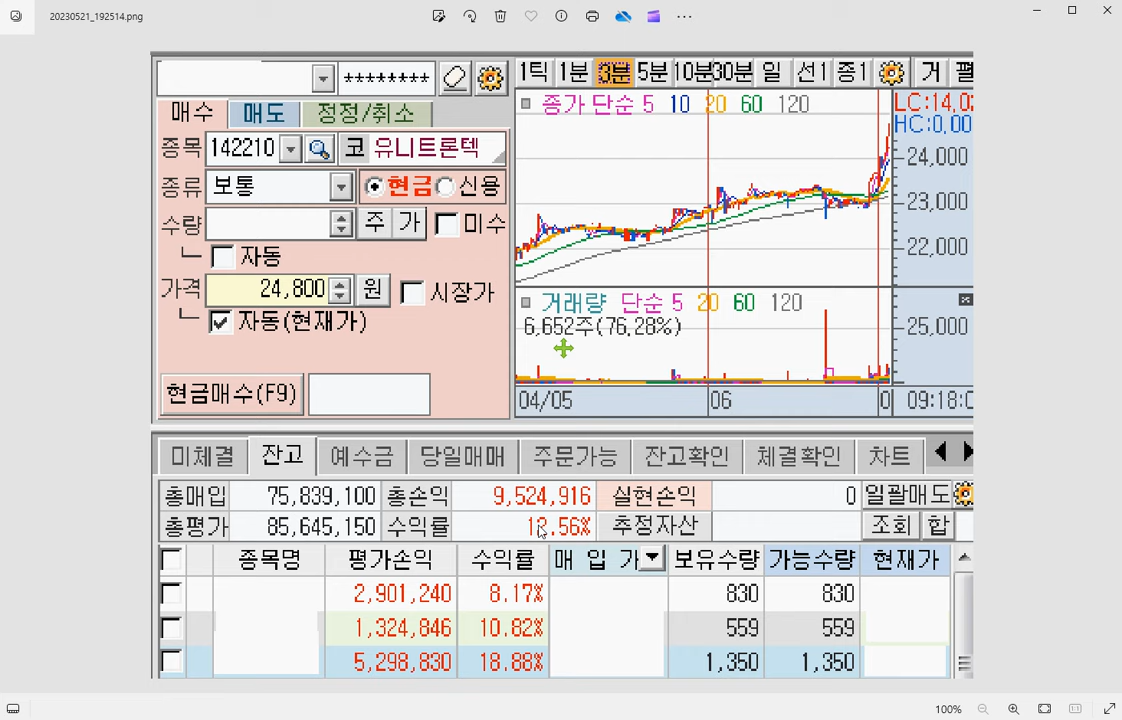 20230521_192514.png
********
1틱 1분 3분 5분 10분 30분 일 선1 종1 거 펼
매수 매도 정정/취소
종목 142210 코 유니트론텍
종류 보통 현금 신용
수량 주 가 미수
자동
가격 24,800 원 시장가
자동(현재가)
현금매수(F9)
종가 단순 5 10 20 60 120
LC:14,0
HC:0,00
24,000
23,000
22,000
거래량 단순 5 20 60 120
6,652주(76,28%)
25,000
04/05 06 0 09:18:0
미체결 잔고 예수금 당일매매 주문가능 잔고확인 체결확인 차트
총매입 75,839,100 총손익 9,524,916 실현손익 0 일괄매도
총평가 85,645,150 수익률 12.56% 추정자산 조회 합
종목명 평가손익 수익률 매 입 가 보유수량 가능수량 현재가
2,901,240 8.17% 830 830
1,324,846 10.82% 559 559
5,298,830 18.88% 1,350 1,350
100%